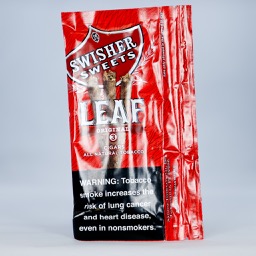 SWISHER
SWEETS
LEAF
ORIGINAL
3
CIGARS
ALL NATURAL TOBACCO
WARNING: Tobacco
smoke increases the
risk of lung cancer
and heart disease,
even in nonsmokers.